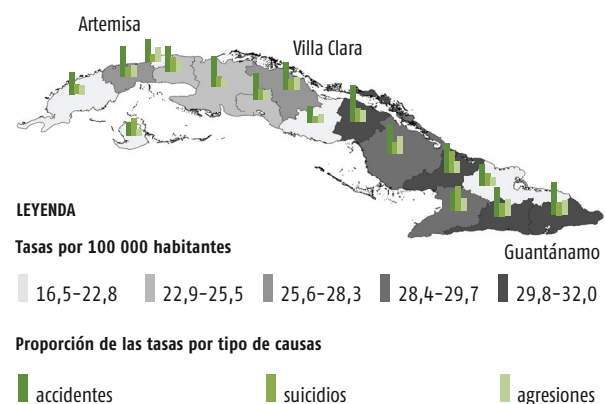 Artemisa
Villa Clara
Guantánamo
LEYENDA
Tasas por 100 000 habitantes
16,5-22,8 22,9-25,5 25,6-28,3 28,4-29,7 29,8-32,0
Proporción de las tasas por tipo de causas
accidentes suicidios agresiones